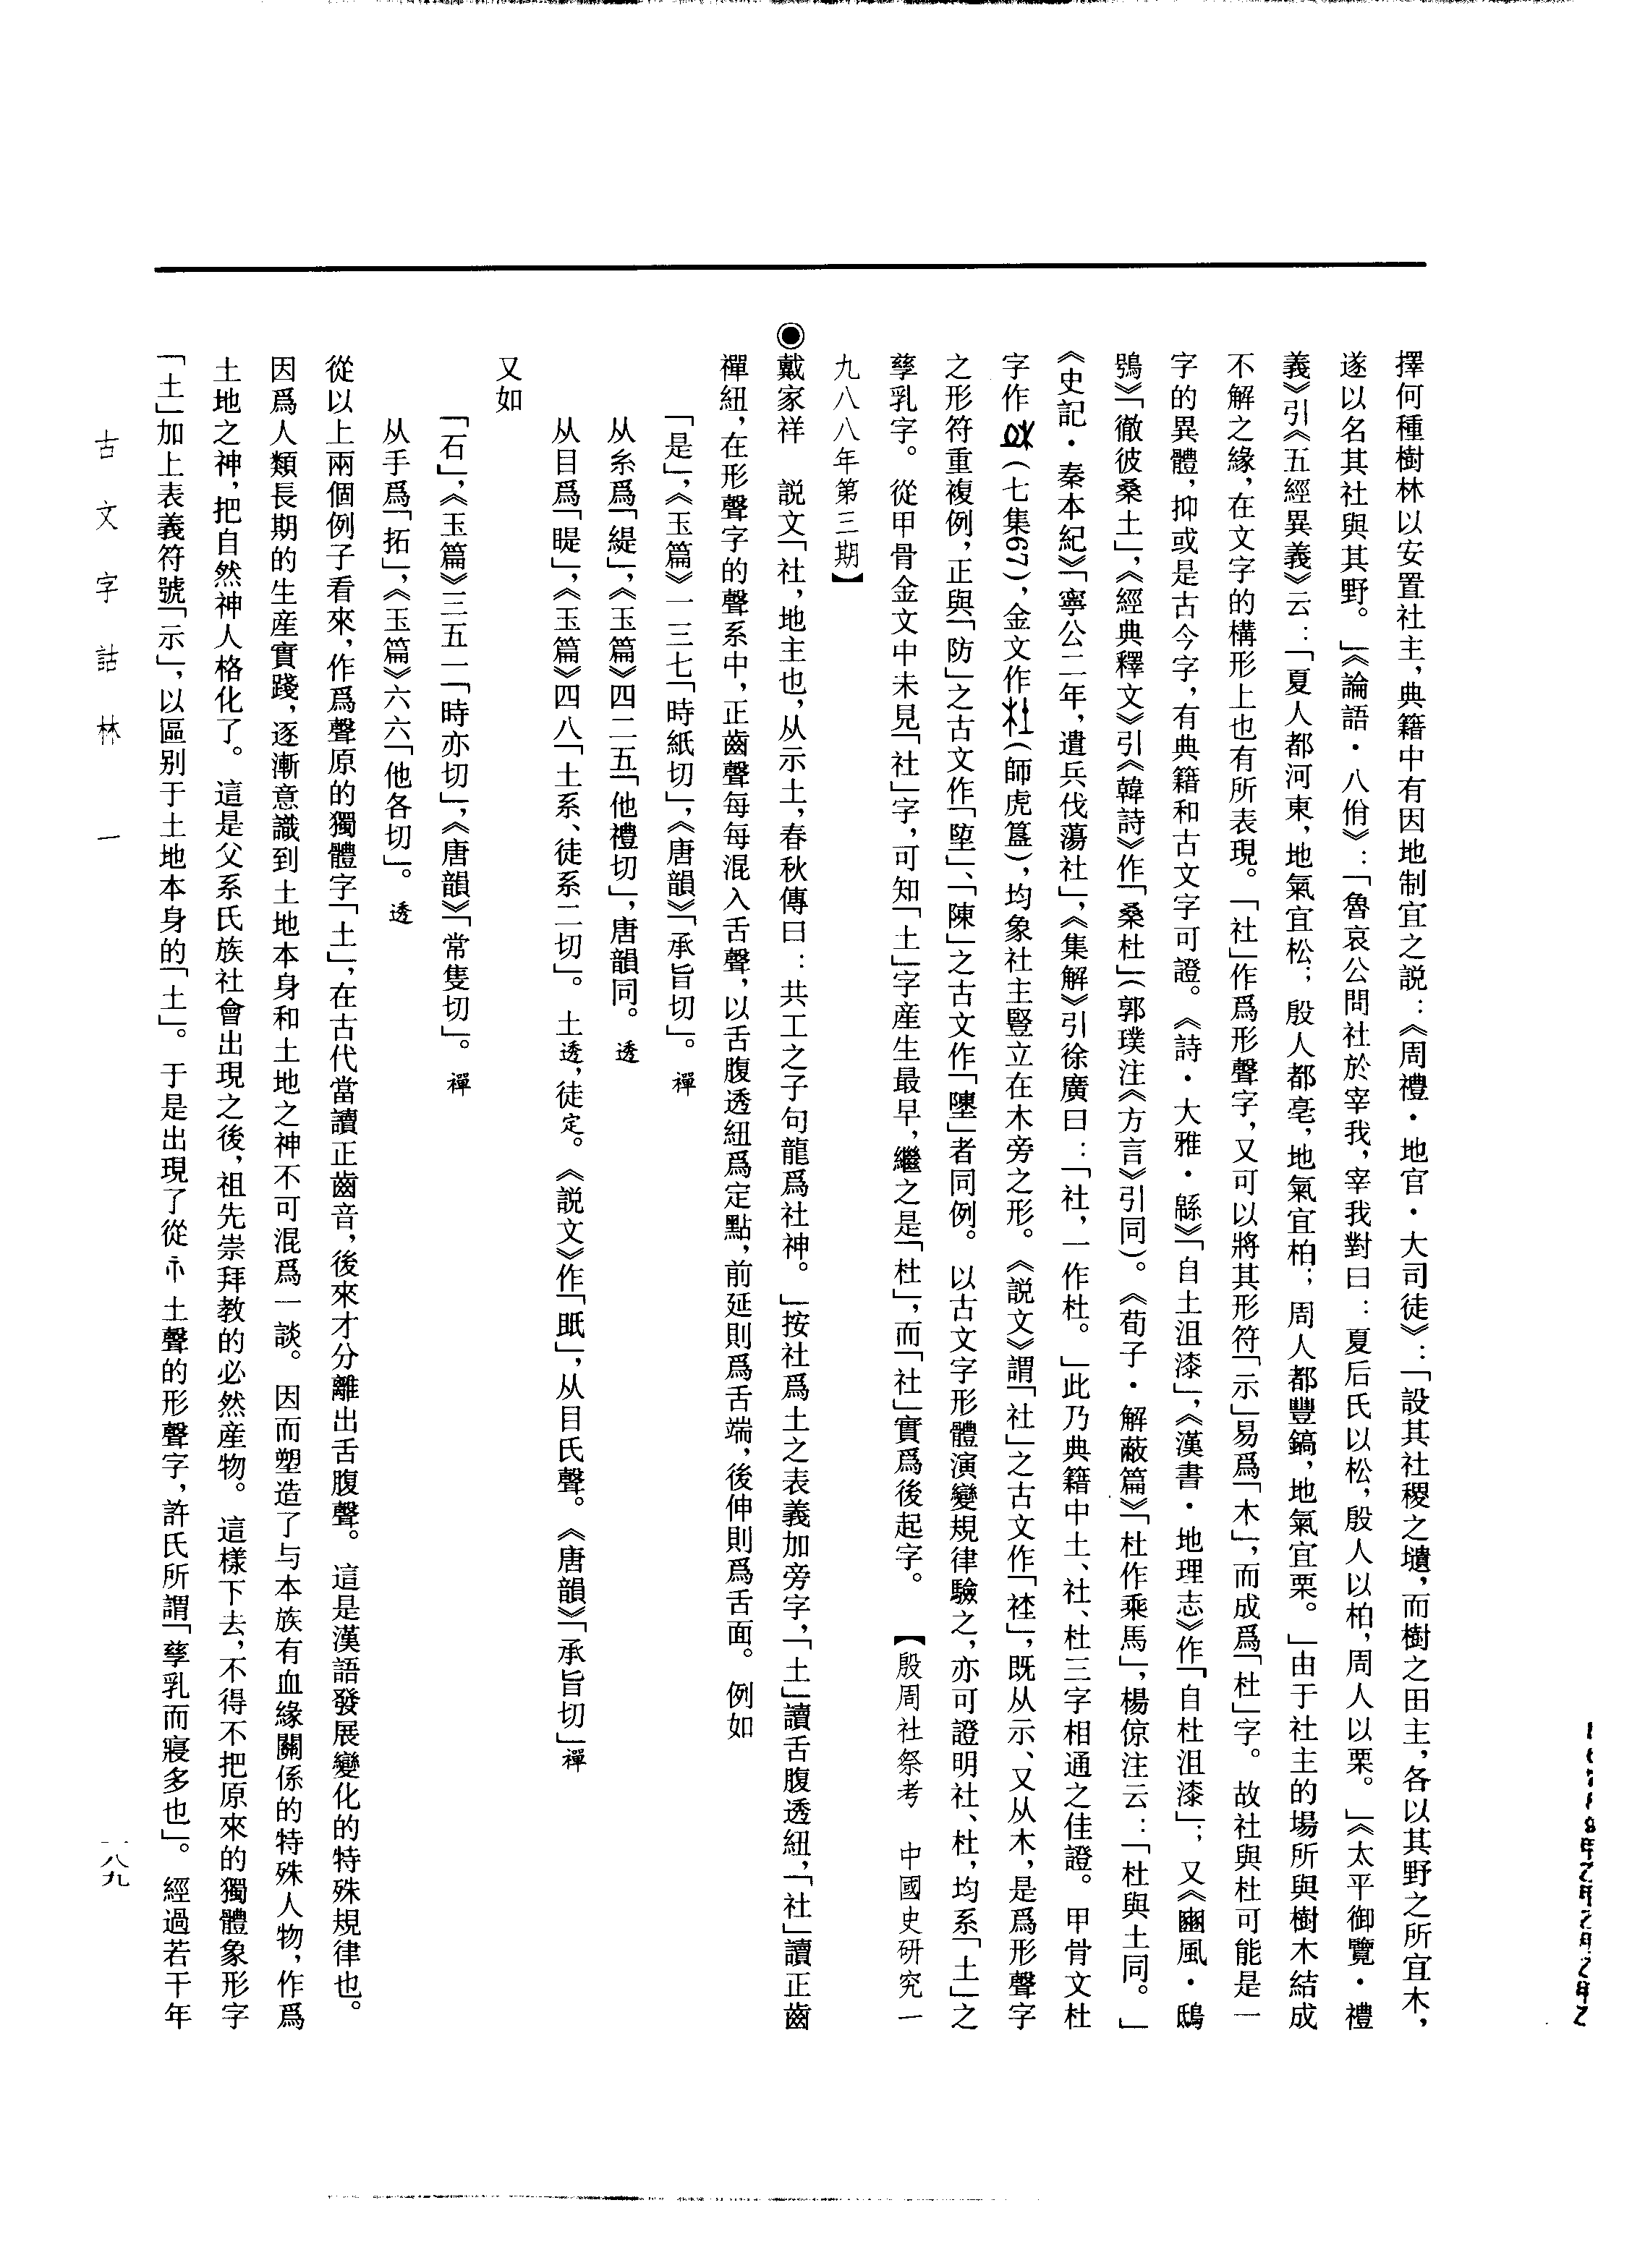 擇何種樹林以安置社主，典籍中有因地制宜之説：《周禮·地官·大司徒》：「設其社稷之壝，而樹之田主，各以其野之所宜木，
遂以名其社與其野。」《論語·八佾》：「魯哀公問社於宰我，宰我對曰：夏后氏以松，殷人以柏，周人以栗。」《太平御覽·禮
義》引《五經異義》云：「夏人都河東，地氣宜松；殷人都亳，地氣宜柏；周人都豐鎬，地氣宜栗。」由于社主的場所與樹木結成
不解之緣，在文字的構形上也有所表現。「社」作爲形聲字，又可以將其形符「示」易爲「木」，而成爲「杜」字。故社與杜可能是一
字的異體，抑或是古今字，有典籍和古文字可證。《詩·大雅·緜》「自土沮漆」，《漢書·地理志》作「自杜沮漆」；又《豳風·鴟
鴞》「徹彼桑土」，《經典釋文》引《韓詩》作「桑杜」（郭璞注《方言》引同）。《荀子·解蔽篇》「杜作乘馬」，楊倞注云：「杜與土同。」
《史記·秦本紀》「寧公二年，遣兵伐蕩社」，《集解》引徐廣曰：「社，一作杜。」此乃典籍中土、社、杜三字相通之佳證。甲骨文杜
字作（七集67），金文作（師虎簋），均象社主豎立在木旁之形。《説文》謂「社」之古文作「𥙭」，既从示、又从木，是爲形聲字
之形符重複例，正與「防」之古文作「埅」、「陳」之古文作「𨻰」者同例。以古文字形體演變規律驗之，亦可證明社、杜，均系「土」之
孳乳字。從甲骨金文中未見「社」字，可知「土」字産生最早，繼之是「杜」，而「社」實爲後起字。【殷周社祭考　中國史研究一
九八八年第三期】
◉戴家祥　説文「社，地主也，从示土，春秋傳曰：共工之子句龍爲社神。」按社爲土之表義加旁字，「土」讀舌腹透紐，「社」讀正齒
禪紐，在形聲字的聲系中，正齒聲每每混入舌聲，以舌腹透紐爲定點，前延則爲舌端，後伸則爲舌面。例如
「是」，《玉篇》一三七「時紙切」，《唐韻》「承旨切」。禪
从糸爲「緹」，《玉篇》四二五「他禮切」，唐韻同。透
从目爲「睼」，《玉篇》四八「土系、徒系二切」。土透，徒定。《説文》作「眂」，从目氏聲。《唐韻》「承旨切」禪
又如
「石」，《玉篇》三五一「時亦切」，《唐韻》「常隻切」。禪
从手爲「拓」，《玉篇》六六「他各切」。透
從以上兩個例子看來，作爲聲原的獨體字「土」，在古代當讀正齒音，後來才分離出舌腹聲。這是漢語發展變化的特殊規律也。
因爲人類長期的生産實踐，逐漸意識到土地本身和土地之神不可混爲一談。因而塑造了与本族有血緣關係的特殊人物，作爲
土地之神，把自然神人格化了。這是父系氏族社會出現之後，祖先崇拜教的必然産物。這樣下去，不得不把原來的獨體象形字
「土」加上表義符號「示」，以區别于土地本身的「土」。于是出現了從示土聲的形聲字，許氏所謂「孳乳而寖多也」。經過若干年
古文字詁林　一
一八九